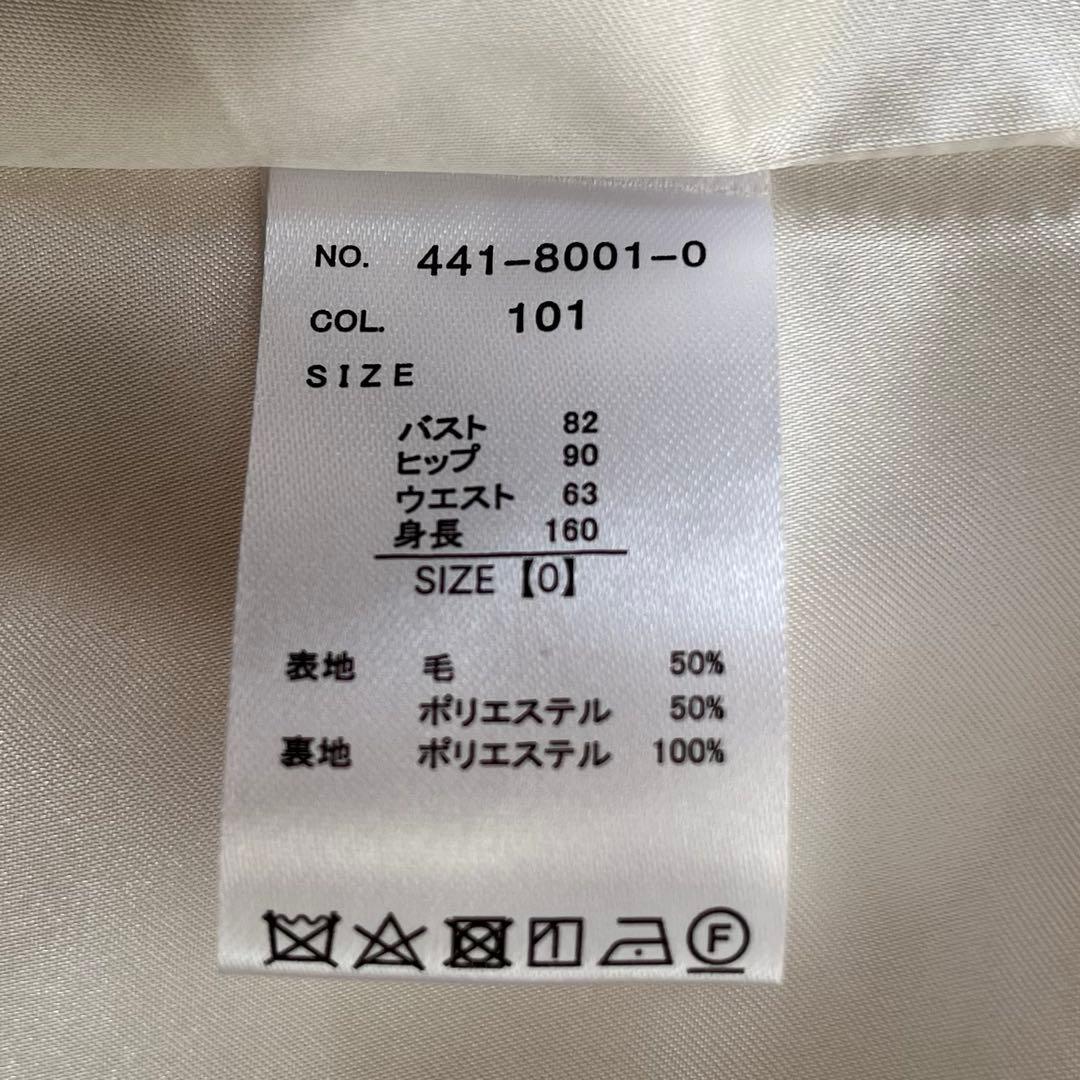 NO. 441-8001-0
COL. 101
SIZE
バスト 82
ヒップ 90
ウエスト 63
身長 160
SIZE【0】
表地 毛 50%
ポリエステル 50%
裏地 ポリエステル 100%
F